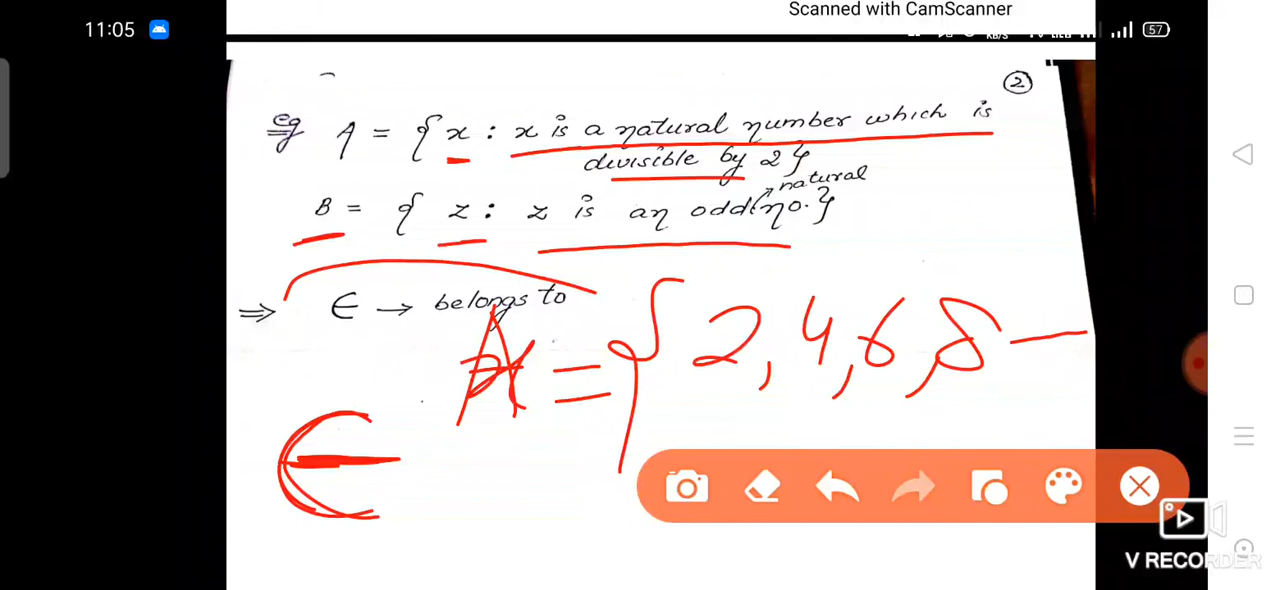 Scanned with CamScanner
11:05
57
2
eg A = { x : x is a natural number which is
divisible by 2}
natural
B = { z : z is an odd no. }
⇒ ∈ → belongs to
A = { 2, 4, 6, 8 —
∈
V RECORDER